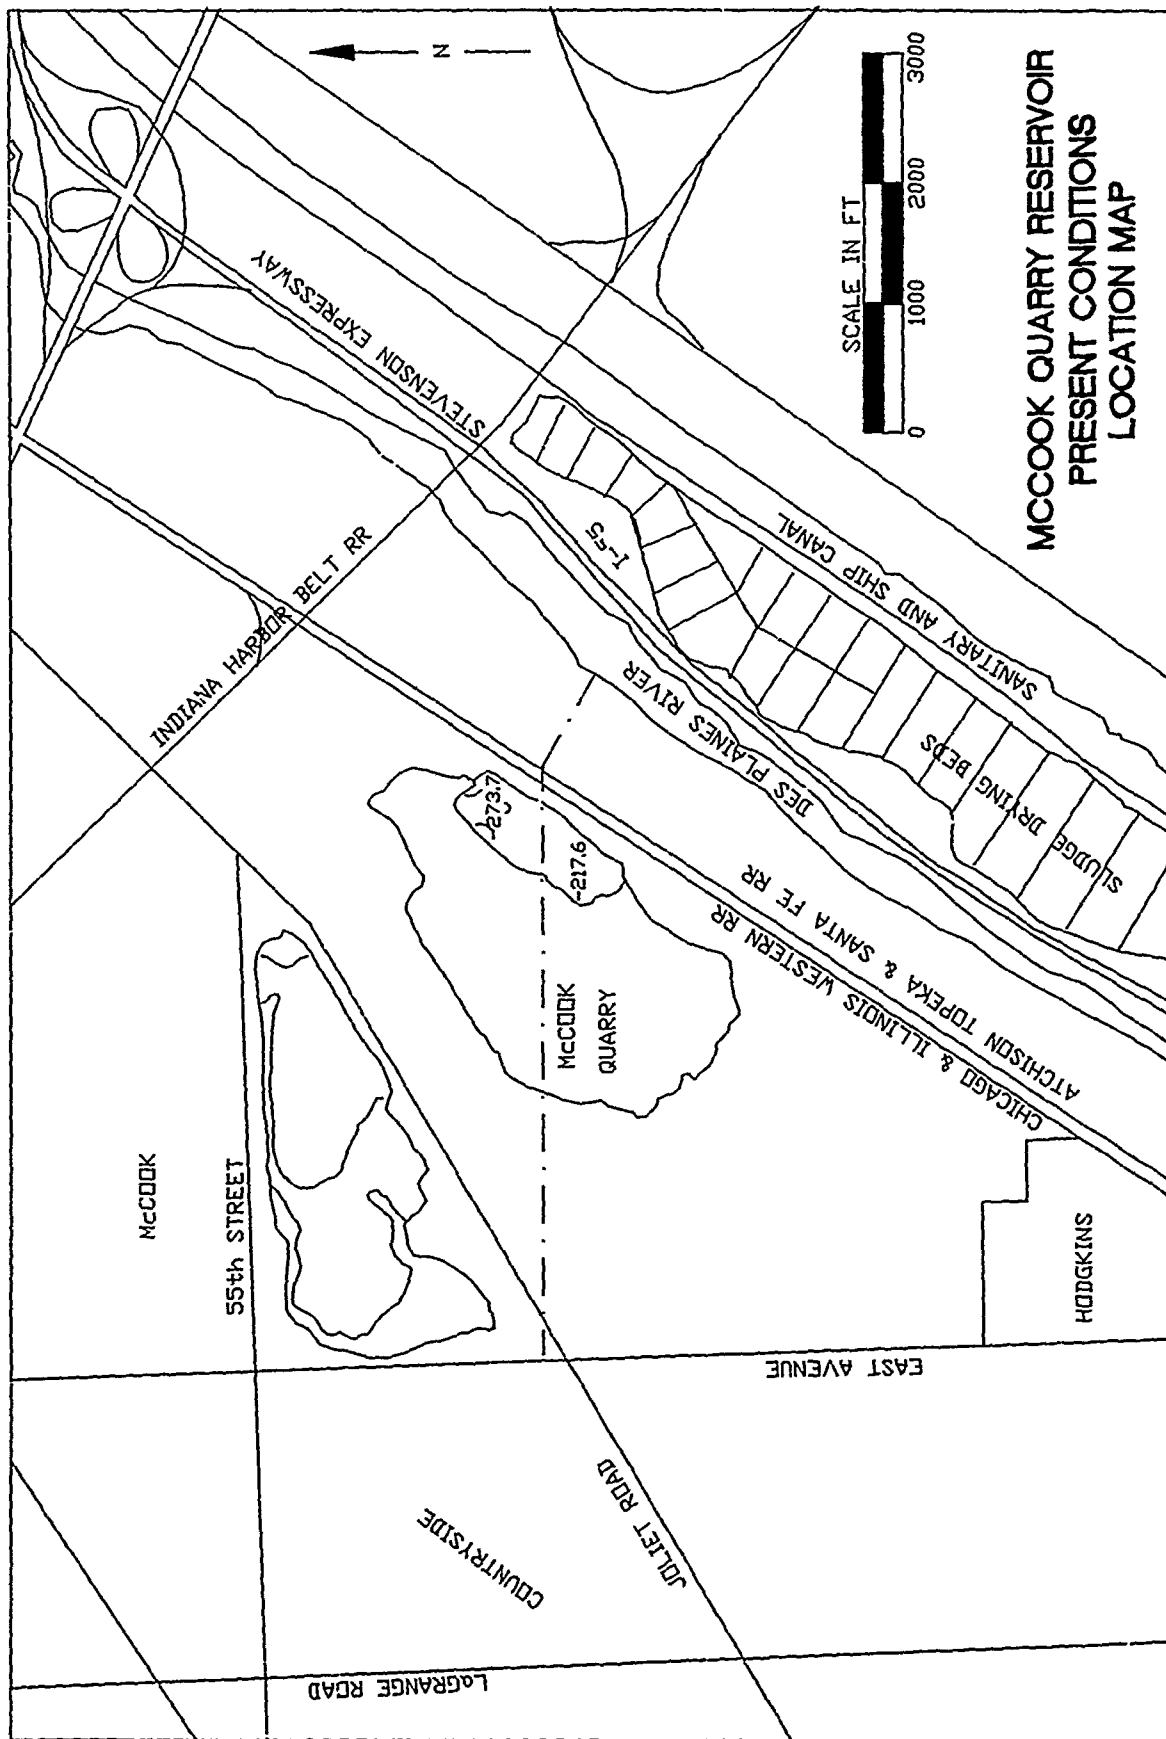 LaGRANGE ROAD
COUNTRYSIDE
JOLIET ROAD
EAST AVENUE
McCOOK
55th STREET
HODGKINS
McCOOK
QUARRY
-273.7
-217.6
INDIANA HARBOR BELT RR
CHICAGO & ILLINOIS WESTERN RR
ATCHISON TOPEKA & SANTA FE RR
DES PLAINES RIVER
STEVENSON EXPRESSWAY
I-55
SLUDGE DRYING BEDS
SANITARY AND SHIP CANAL
N
SCALE IN FT
0 1000 2000 3000
MCCOOK QUARRY RESERVOIR
PRESENT CONDITIONS
LOCATION MAP